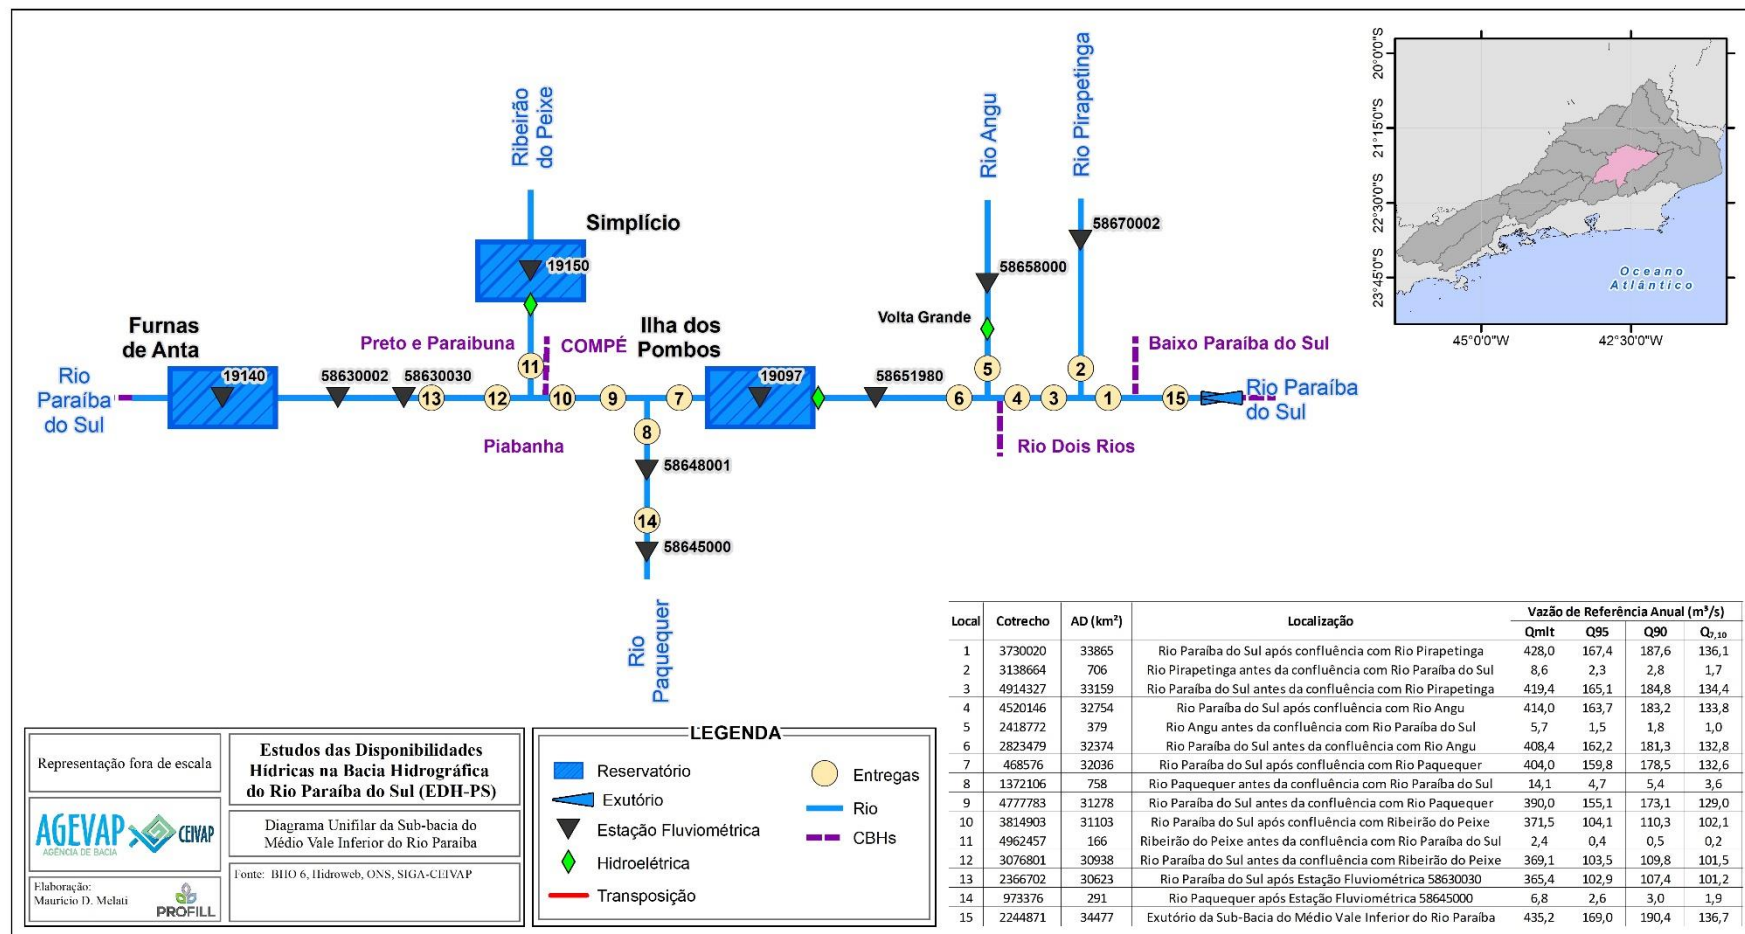 Ribeirão
do Peixe
Rio Angu
Rio Pirapetinga
58670002
Simplício
19150
58658000
Furnas
de Anta
Preto e Paraibuna
COMPÉ
Ilha dos
Pombos
Volta Grande
Baixo Paraíba do Sul
Rio
Paraíba
do Sul
19140
58630002
58630030
11
13
12
10
9
7
19097
58651980
5
6
4
3
2
1
15
Rio Paraíba
do Sul
Piabanha
8
Rio Dois Rios
58648001
14
58645000
Rio
Paquequer
20°0'0"S
21°15'0"S
22°30'0"S
23°45'0"S
Oceano
Atlântico
45°0'0"W
42°30'0"W
Representação fora de escala
Estudos das Disponibilidades
Hídricas na Bacia Hidrográfica
do Rio Paraíba do Sul (EDH-PS)
AGEVAP
AGÊNCIA DE BACIA
CEIVAP
Diagrama Unifilar da Sub-bacia do
Médio Vale Inferior do Rio Paraíba
Elaboração:
Maurício D. Melati
PROFILL
Fonte: BHO 6, Hidroweb, ONS, SIGA-CEIVAP
LEGENDA
Reservatório
Exutório
Estação Fluviométrica
Hidroelétrica
Transposição
Entregas
Rio
CBHs
Local Cotrecho AD (km²) Localização Vazão de Referência Anual (m³/s)
Qmlt Q95 Q90 Q7,10
1 3730020 33865 Rio Paraíba do Sul após confluência com Rio Pirapetinga 428,0 167,4 187,6 136,1
2 3138664 706 Rio Pirapetinga antes da confluência com Rio Paraíba do Sul 8,6 2,3 2,8 1,7
3 4914327 33159 Rio Paraíba do Sul antes da confluência com Rio Pirapetinga 419,4 165,1 184,8 134,4
4 4520146 32754 Rio Paraíba do Sul após confluência com Rio Angu 414,0 163,7 183,2 133,8
5 2418772 379 Rio Angu antes da confluência com Rio Paraíba do Sul 5,7 1,5 1,8 1,0
6 2823479 32374 Rio Paraíba do Sul antes da confluência com Rio Angu 408,4 162,2 181,3 132,8
7 468576 32036 Rio Paraíba do Sul após confluência com Rio Paquequer 404,0 159,8 178,5 132,6
8 1372106 758 Rio Paquequer antes da confluência com Rio Paraíba do Sul 14,1 4,7 5,4 3,6
9 4777783 31278 Rio Paraíba do Sul antes da confluência com Rio Paquequer 390,0 155,1 173,1 129,0
10 3814903 31103 Rio Paraíba do Sul após confluência com Ribeirão do Peixe 371,5 104,1 110,3 102,1
11 4962457 166 Ribeirão do Peixe antes da confluência com Rio Paraíba do Sul 2,4 0,4 0,5 0,2
12 3076801 30938 Rio Paraíba do Sul antes da confluência com Ribeirão do Peixe 369,1 103,5 109,8 101,5
13 2366702 30623 Rio Paraíba do Sul após Estação Fluviométrica 58630030 365,4 102,9 107,4 101,2
14 973376 291 Rio Paquequer após Estação Fluviométrica 58645000 6,8 2,6 3,0 1,9
15 2244871 34477 Exutório da Sub-Bacia do Médio Vale Inferior do Rio Paraíba 435,2 169,0 190,4 136,7